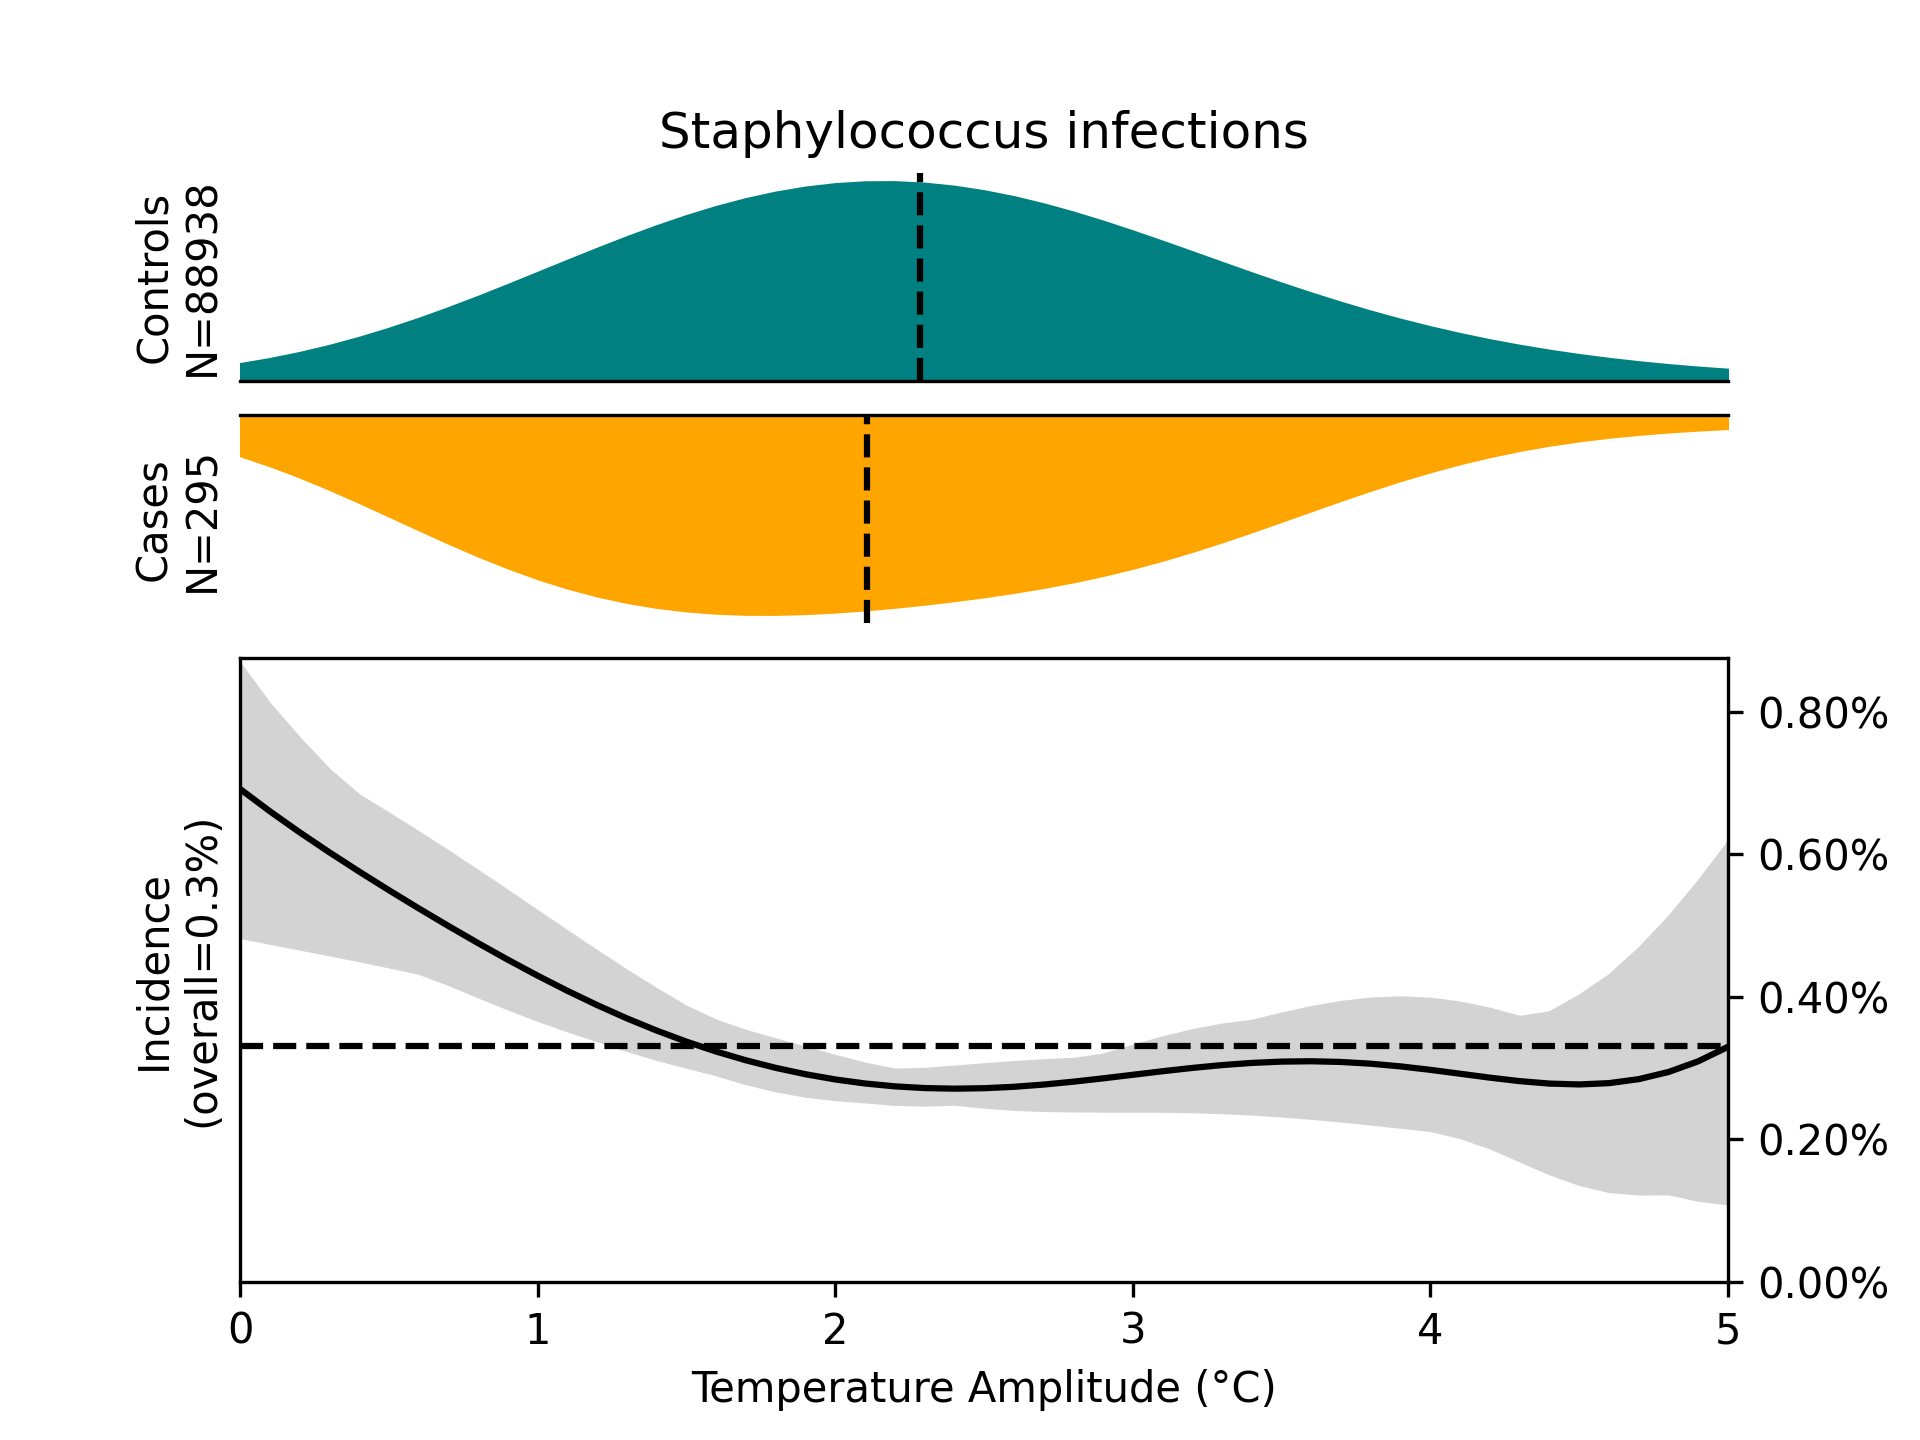 Staphylococcus infections
Controls
N=88938
Cases
N=295
Incidence
(overall=0.3%)
0.80%
0.60%
0.40%
0.20%
0.00%
0 1 2 3 4 5
Temperature Amplitude (°C)